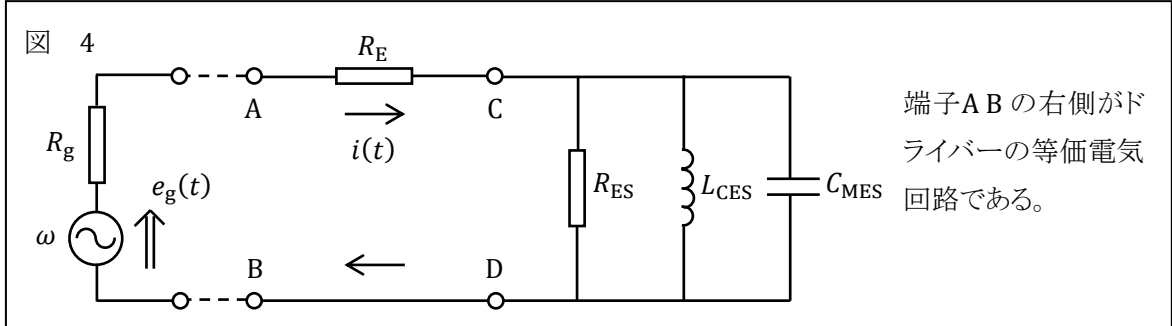 図 4
R_E
A
C
i(t)
R_g
e_g(t)
ω
R_ES
L_CES
C_MES
B
D
端子A B の右側がド
ライバーの等価電気
回路である。